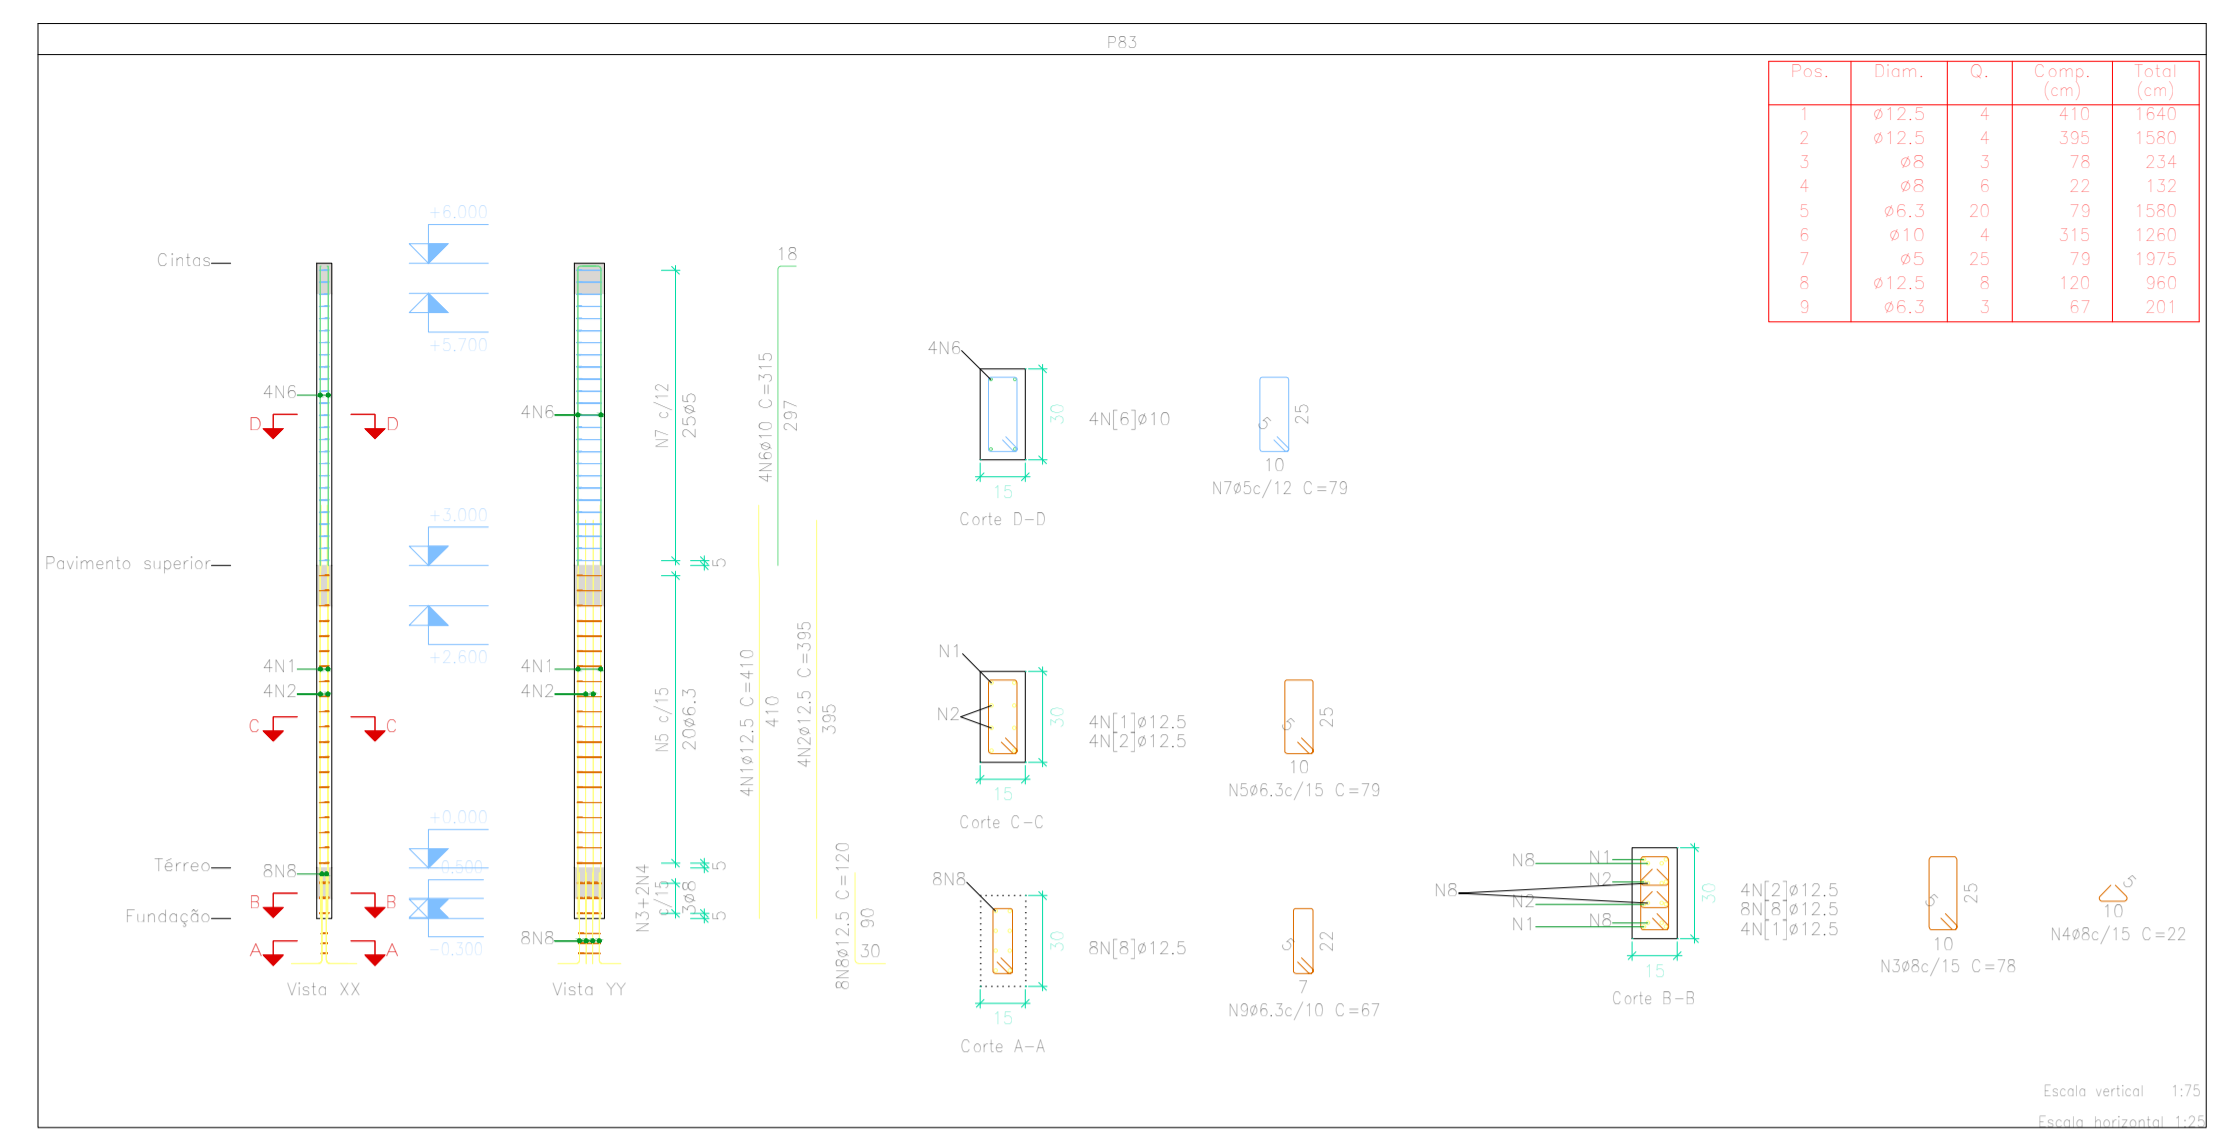 P83
Pos. Diam. Q. Comp. (cm) Total (cm)
1 ø12.5 4 410 1640
2 ø12.5 4 395 1580
3 ø8 3 78 234
4 ø8 6 22 132
5 ø6.3 20 79 1580
6 ø10 4 315 1260
7 ø5 25 79 1975
8 ø12.5 8 120 960
9 ø6.3 3 67 201
Cintas
Pavimento superior
Térreo
Fundação
4N6
D D
4N1
4N2
C C
8N8
B B
A A
Vista XX
+6.000
+5.700
+3.000
+2.600
+0.000
-0.500
-0.300
4N6
4N1
4N2
8N8
Vista YY
N7 c/12
25ø5
5
N5 c/15
20ø6.3
5
N3+2N4
c/15
3ø8
5
18
4N6ø10 C=315
297
4N1ø12.5 C=410
410
4N2ø12.5 C=395
395
8N8ø12.5 C=120
90
30
4N6
30
15
4N[6]ø10
Corte D-D
5
25
10
N7ø5c/12 C=79
N1
N2
30
15
4N[1]ø12.5
4N[2]ø12.5
Corte C-C
5
25
10
N5ø6.3c/15 C=79
8N8
30
15
8N[8]ø12.5
Corte A-A
5
22
7
N9ø6.3c/10 C=67
N8 N1
N2
N8
N2
N8
N1
30
15
4N[2]ø12.5
8N[8]ø12.5
4N[1]ø12.5
Corte B-B
5
25
10
N3ø8c/15 C=78
5
10
N4ø8c/15 C=22
Escala vertical 1:75
Escala horizontal 1:25